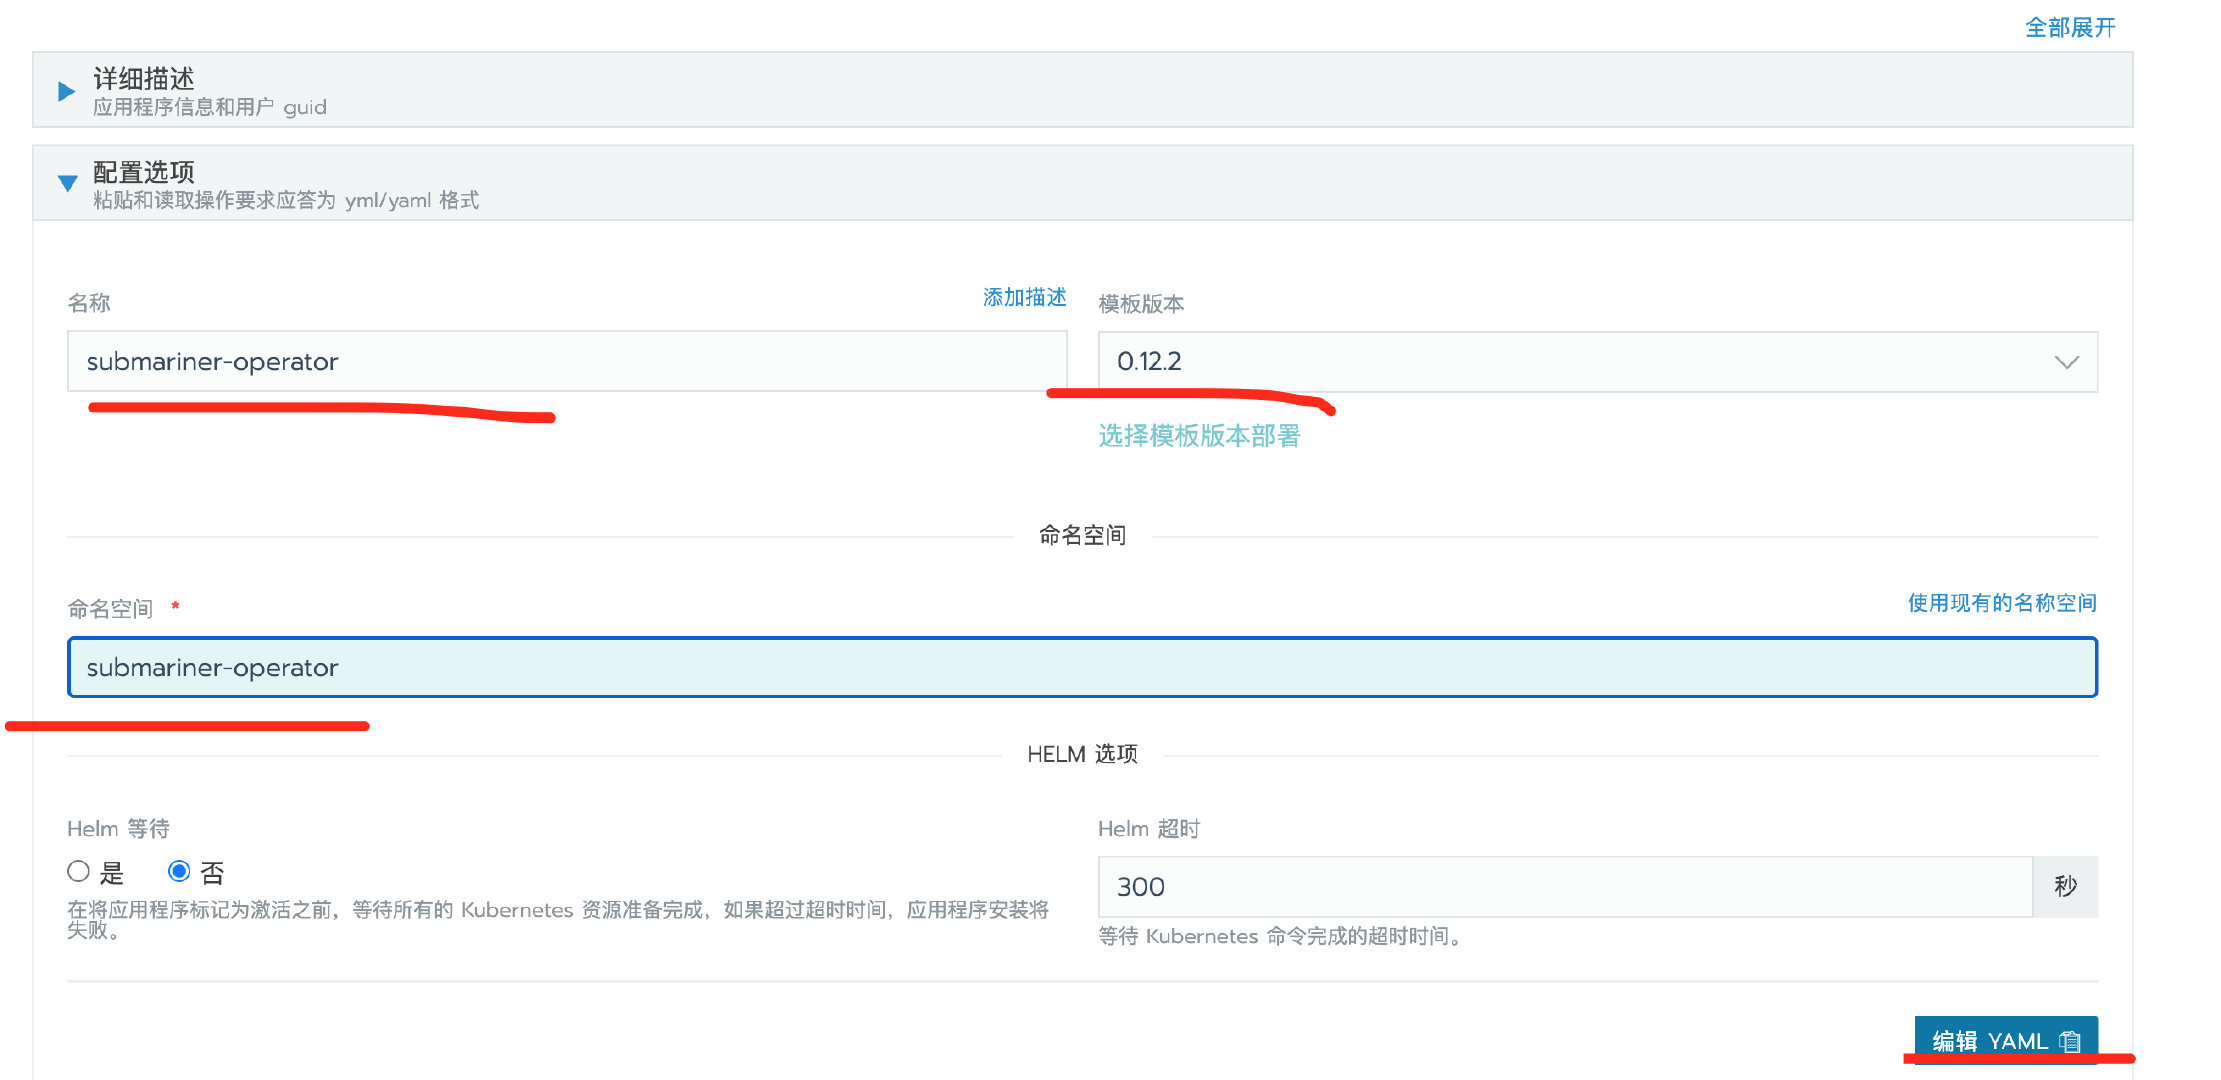 全部展开
详细描述
应用程序信息和用户 guid
配置选项
粘贴和读取操作要求应答为 yml/yaml 格式
名称
添加描述
模板版本
submariner-operator
0.12.2
选择模板版本部署
命名空间
命名空间 *
使用现有的名称空间
submariner-operator
HELM 选项
Helm 等待
Helm 超时
是
否
300
秒
在将应用程序标记为激活之前，等待所有的 Kubernetes 资源准备完成，如果超过超时时间，应用程序安装将
失败。
等待 Kubernetes 命令完成的超时时间。
编辑 YAML